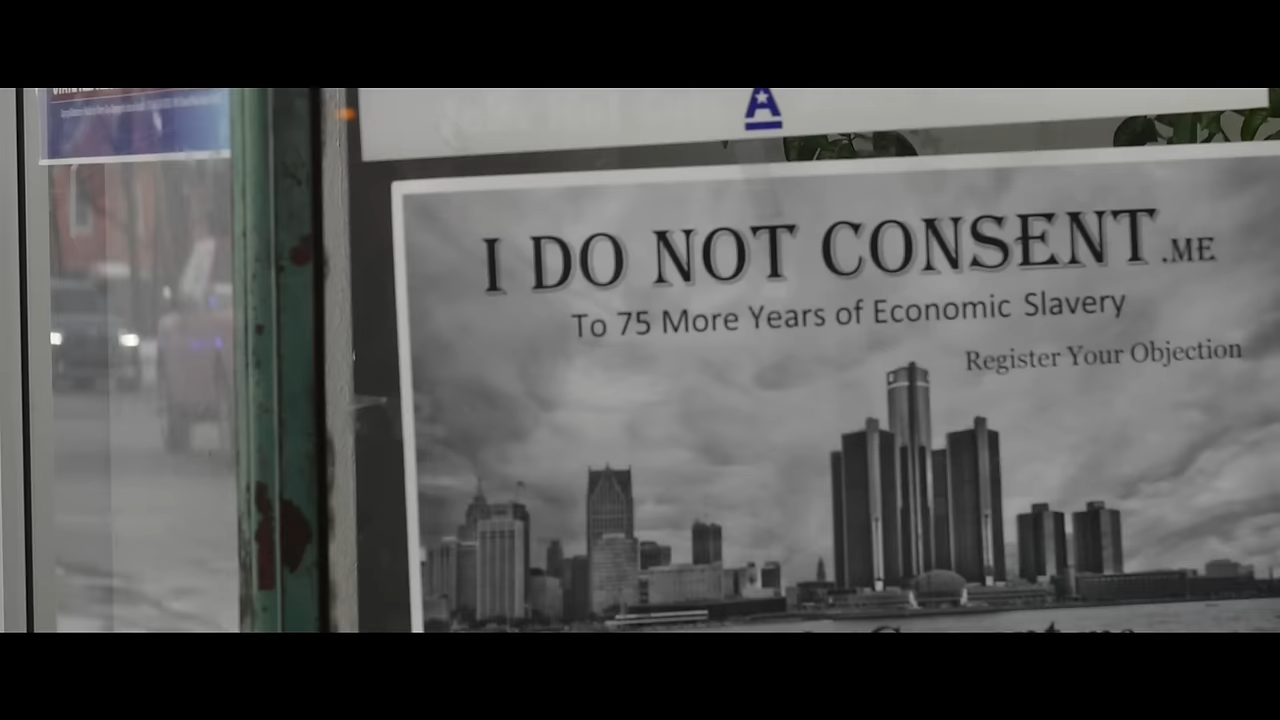 A
I DO NOT CONSENT.ME
To 75 More Years of Economic Slavery
Register Your Objection